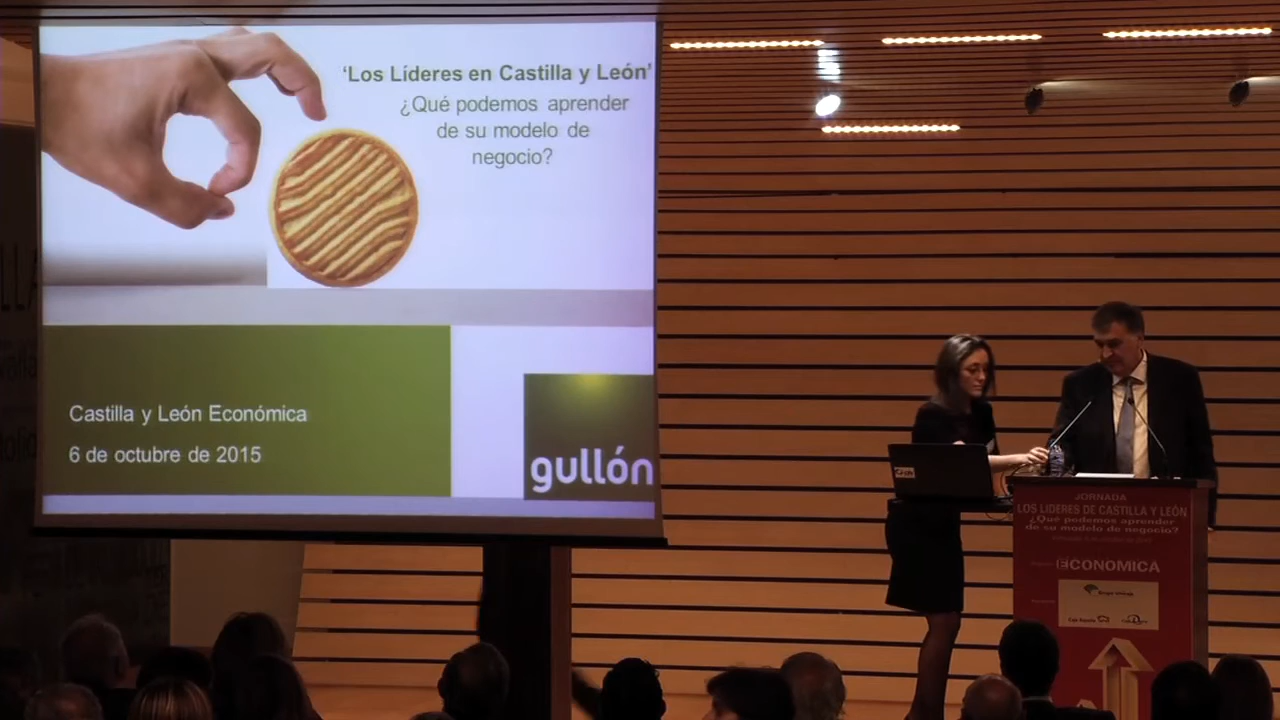 'Los Líderes en Castilla y León'
¿Qué podemos aprender
de su modelo de
negocio?
Castilla y León Económica
6 de octubre de 2015
gullón
JORNADA
LOS LIDERES DE CASTILLA Y LEÓN
¿Qué podemos aprender
de su modelo de negocio?
ECONOMICA